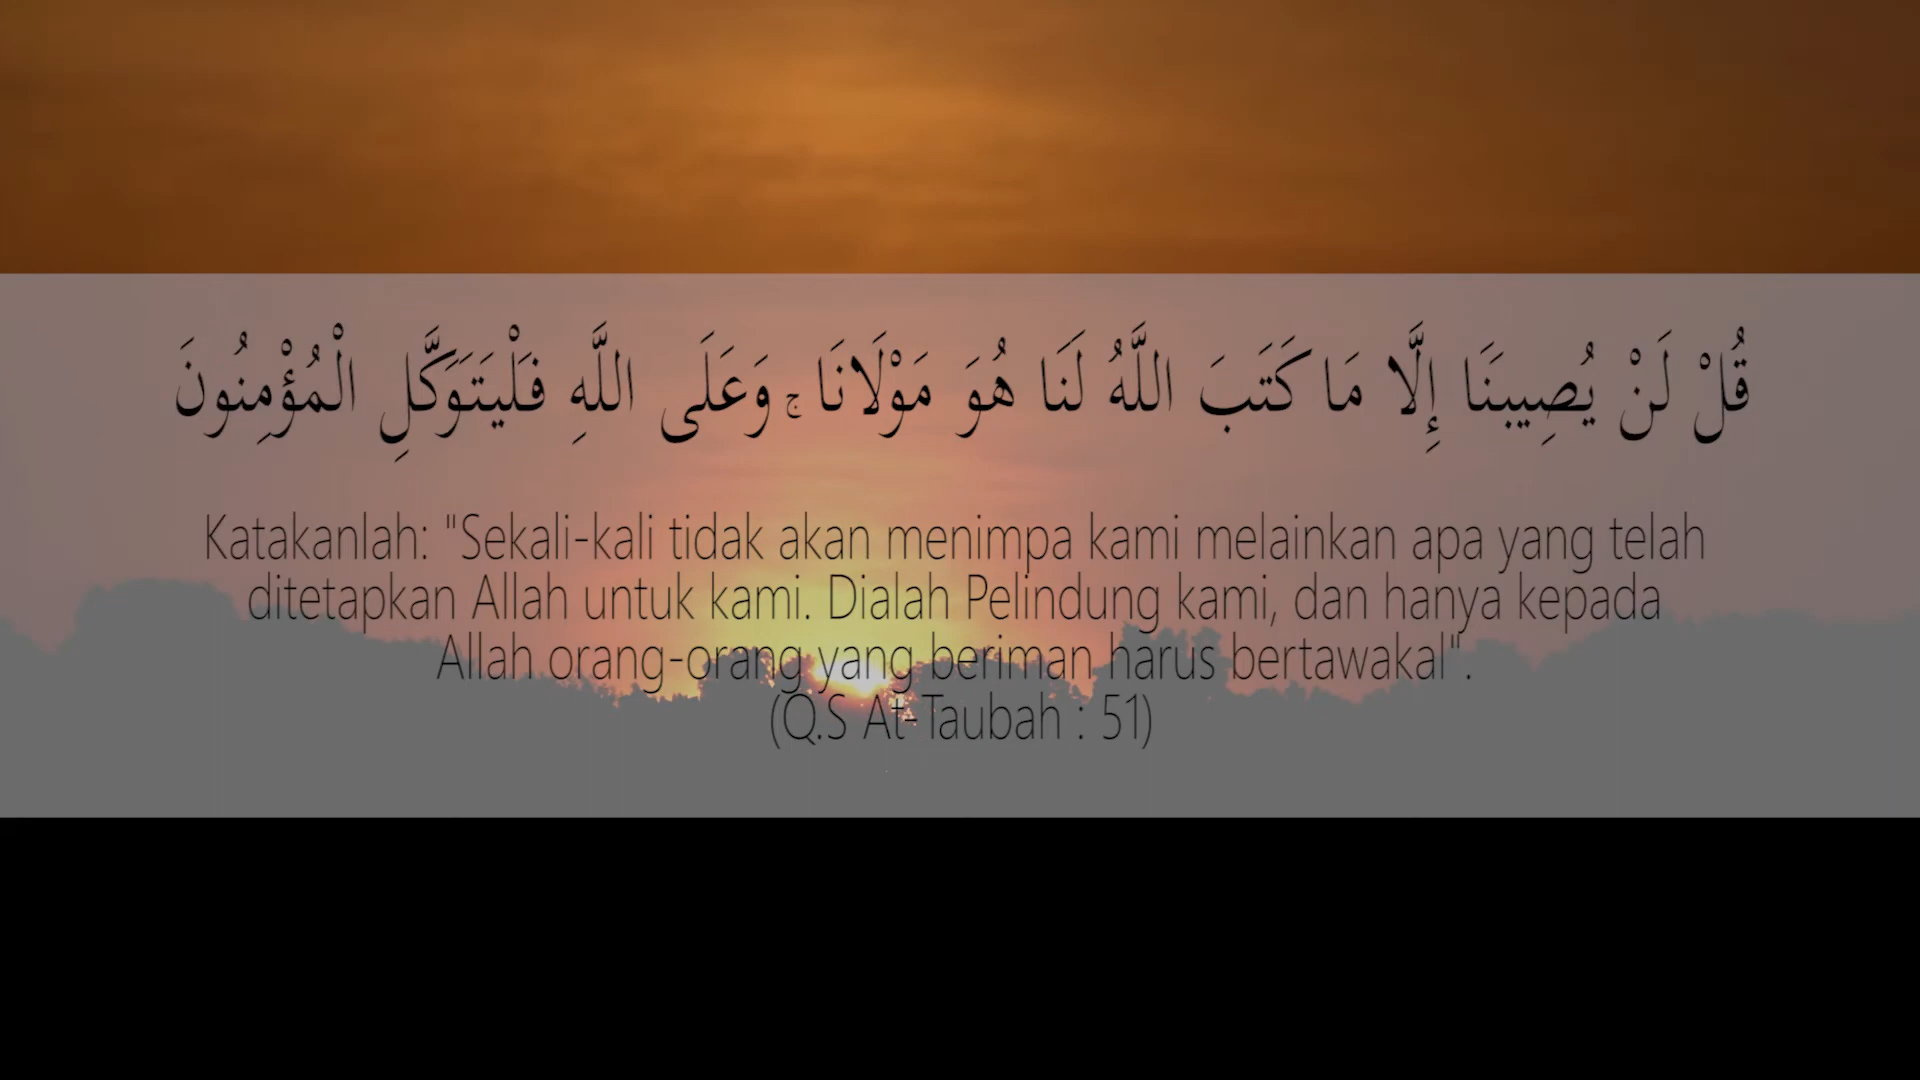 قُلْ لَنْ يُصِيبَنَا إِلَّا مَا كَتَبَ اللَّهُ لَنَا هُوَ مَوْلَانَا ۚ وَعَلَى اللَّهِ فَلْيَتَوَكَّلِ الْمُؤْمِنُونَ
Katakanlah: "Sekali-kali tidak akan menimpa kami melainkan apa yang telah
ditetapkan Allah untuk kami. Dialah Pelindung kami, dan hanya kepada
Allah orang-orang yang beriman harus bertawakal".
(Q.S At-Taubah : 51)